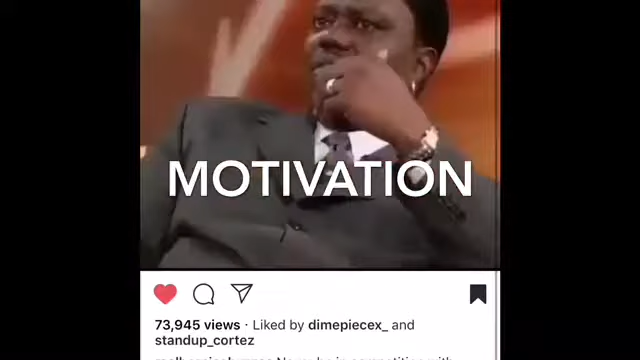 MOTIVATION
73,945 views · Liked by dimepiecex_ and
standup_cortez